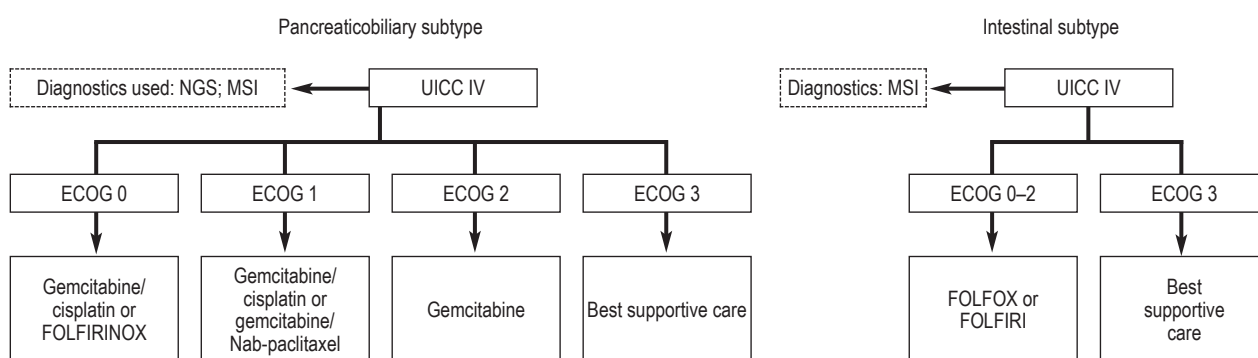 Pancreaticobiliary subtype
Intestinal subtype
Diagnostics used: NGS; MSI
UICC IV
Diagnostics: MSI
UICC IV
ECOG 0
ECOG 1
ECOG 2
ECOG 3
ECOG 0–2
ECOG 3
Gemcitabine/
cisplatin or
FOLFIRINOX
Gemcitabine/
cisplatin or
gemcitabine/
Nab-paclitaxel
Gemcitabine
Best supportive care
FOLFOX or
FOLFIRI
Best
supportive
care